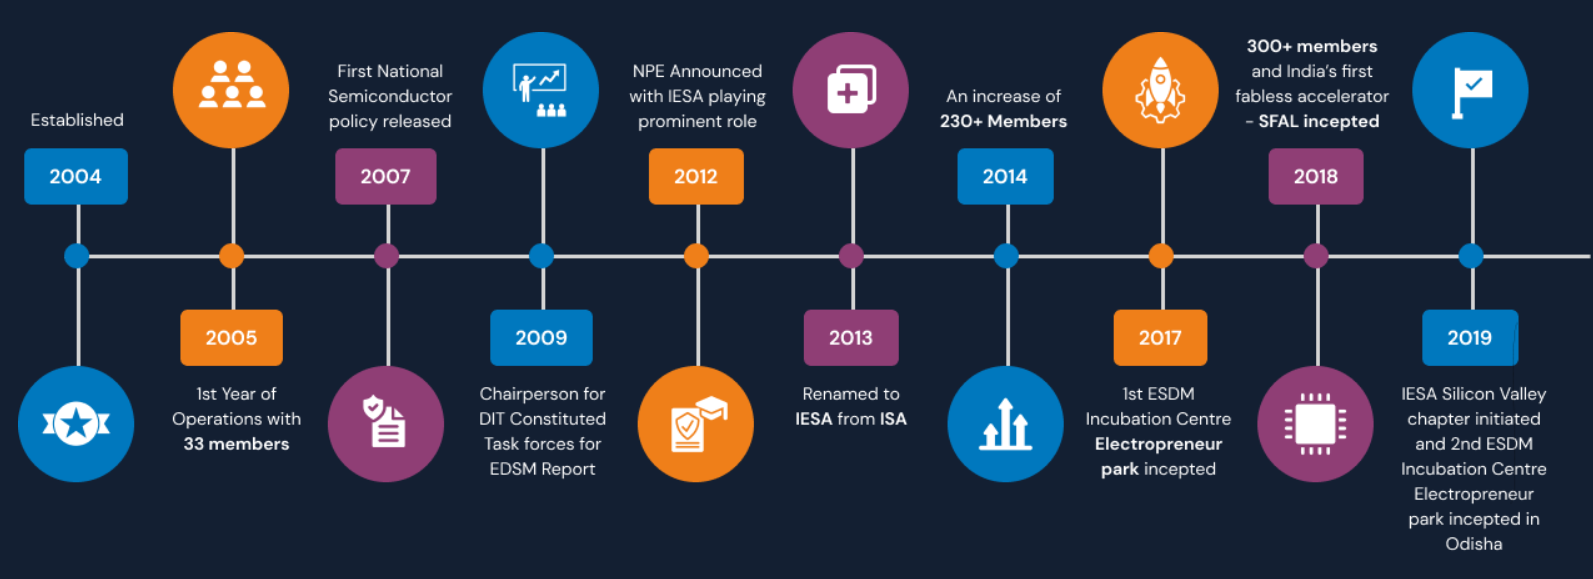 Established
2004
2005
1st Year of
Operations with
33 members
First National
Semiconductor
policy released
2007
2009
Chairperson for
DIT Constituted
Task forces for
EDSM Report
NPE Announced
with IESA playing
prominent role
2012
2013
Renamed to
IESA from ISA
An increase of
230+ Members
2014
2017
1st ESDM
Incubation Centre
Electropreneur
park incepted
300+ members
and India's first
fabless accelerator
- SFAL incepted
2018
2019
IESA Silicon Valley
chapter initiated
and 2nd ESDM
Incubation Centre
Electropreneur
park incepted in
Odisha